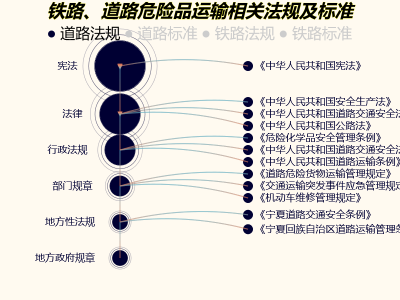 铁路、道路危险品运输相关法规及标准
道路法规 道路标准 铁路法规 铁路标准
宪法 《中华人民共和国宪法》
《中华人民共和国安全生产法》
法律 《中华人民共和国道路交通安全法
《中华人民共和国公路法》
《危险化学品安全管理条例》
行政法规 《中华人民共和国道路交通安全法
《中华人民共和国道路运输条例》
《道路危险货物运输管理规定》
部门规章 《交通运输突发事件应急管理规定
《机动车维修管理规定》
《宁夏道路交通安全条例》
地方性法规
《宁夏回族自治区道路运输管理条
地方政府规章